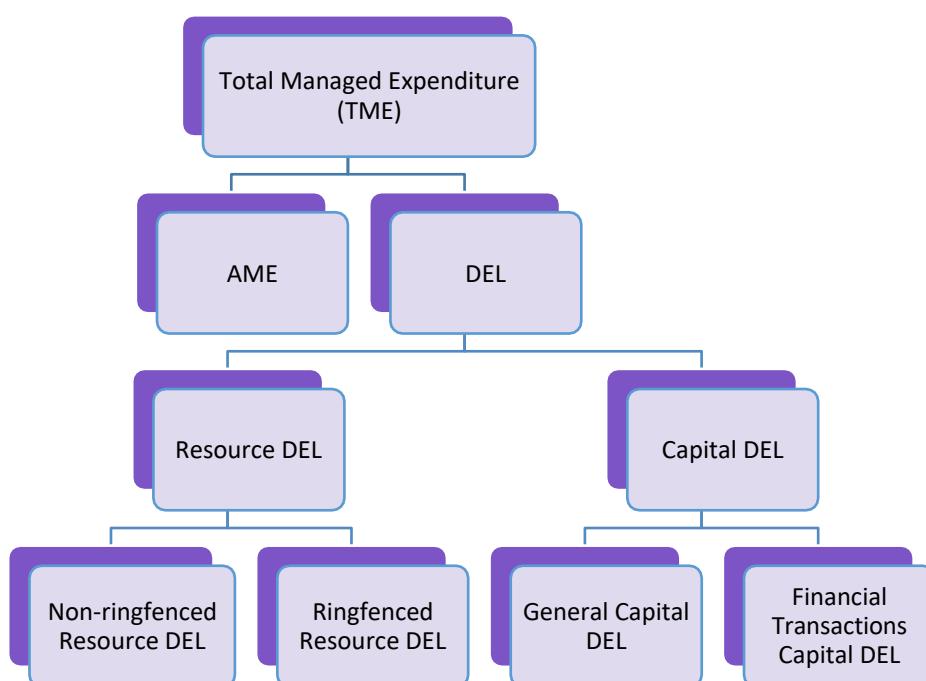 Total Managed Expenditure
(TME)
AME
DEL
Resource DEL
Capital DEL
Non-ringfenced
Resource DEL
Ringfenced
Resource DEL
General Capital
DEL
Financial
Transactions
Capital DEL